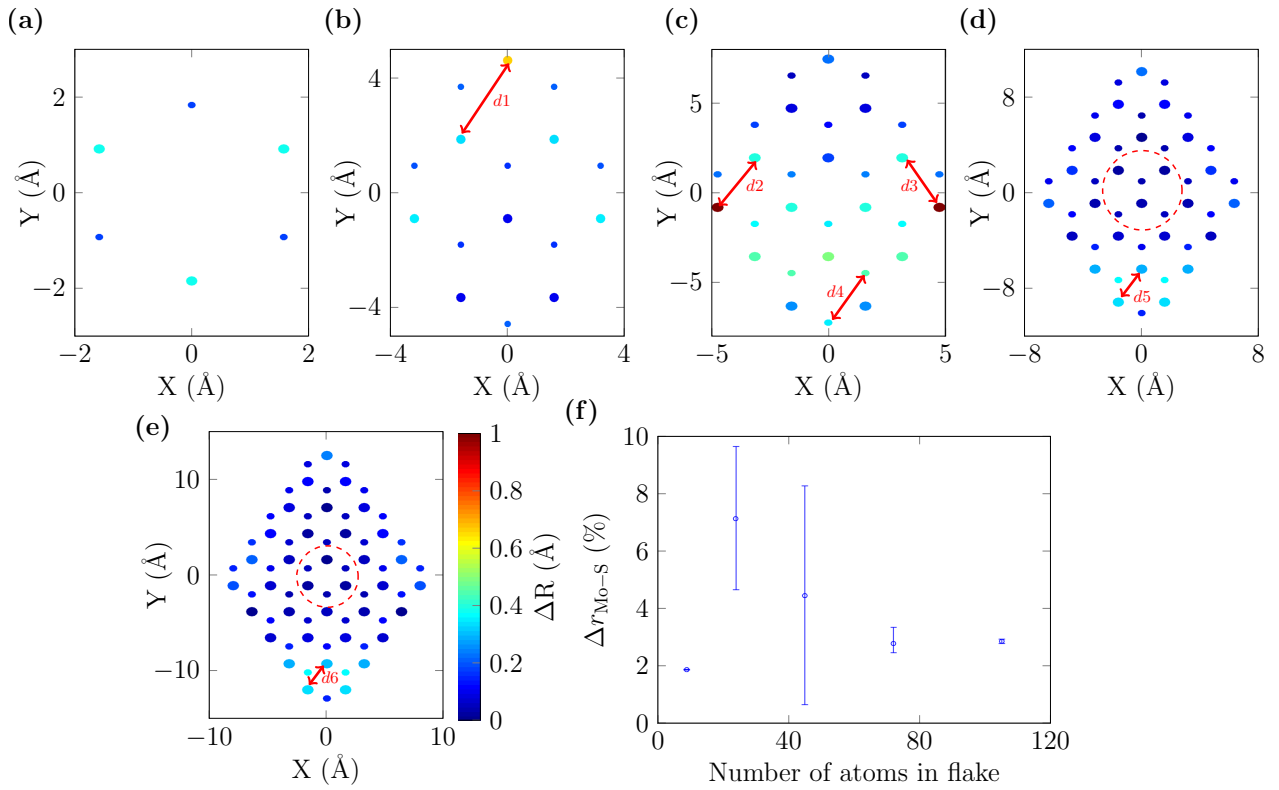 (a)
2
0
−2
−2
0
2
Y (Å)
X (Å)
(b)
4
0
−4
−4
0
4
Y (Å)
X (Å)
d1
(c)
5
0
−5
−5
0
5
Y (Å)
X (Å)
d2
d3
d4
(d)
8
0
−8
−8
0
8
Y (Å)
X (Å)
d5
(e)
10
0
−10
−10
0
10
Y (Å)
X (Å)
d6
1
0.8
0.6
0.4
0.2
0
ΔR (Å)
(f)
10
8
6
4
2
0
0
40
80
120
Δr Mo−S (%)
Number of atoms in flake